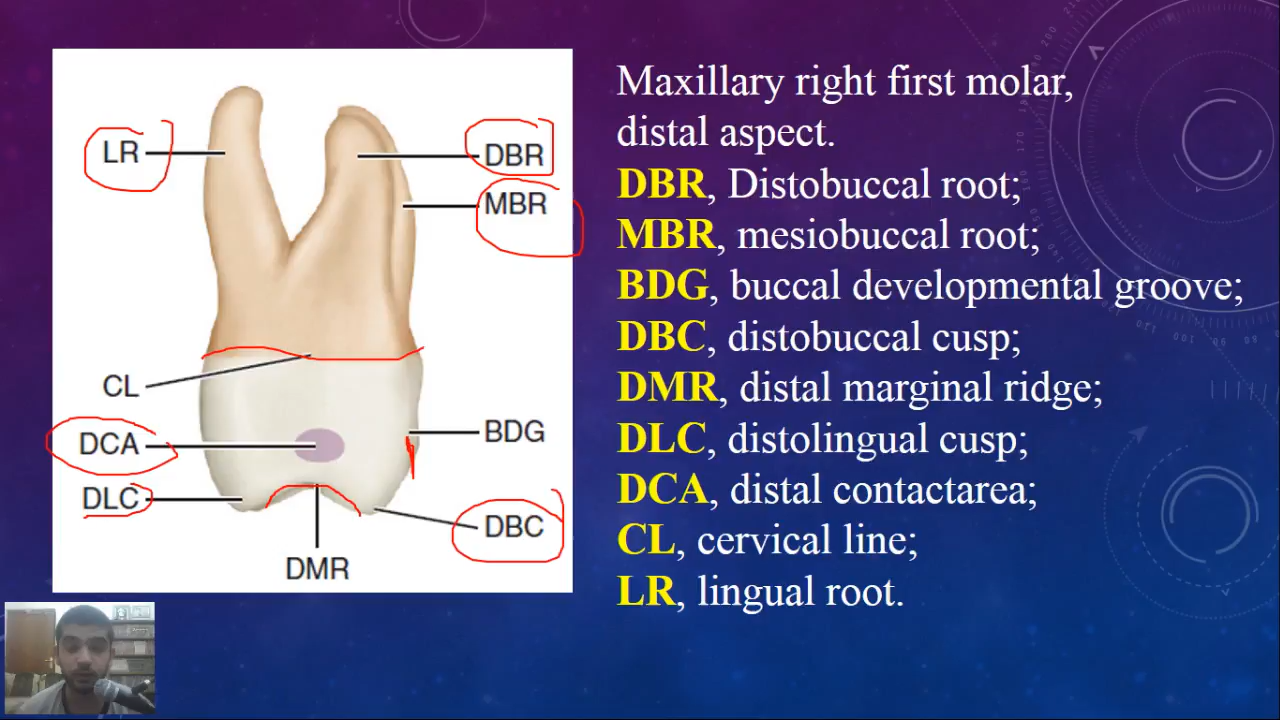 LR
DBR
MBR
CL
DCA
BDG
DLC
DBC
DMR
Maxillary right first molar,
distal aspect.
DBR, Distobuccal root;
MBR, mesiobuccal root;
BDG, buccal developmental groove;
DBC, distobuccal cusp;
DMR, distal marginal ridge;
DLC, distolingual cusp;
DCA, distal contactarea;
CL, cervical line;
LR, lingual root.